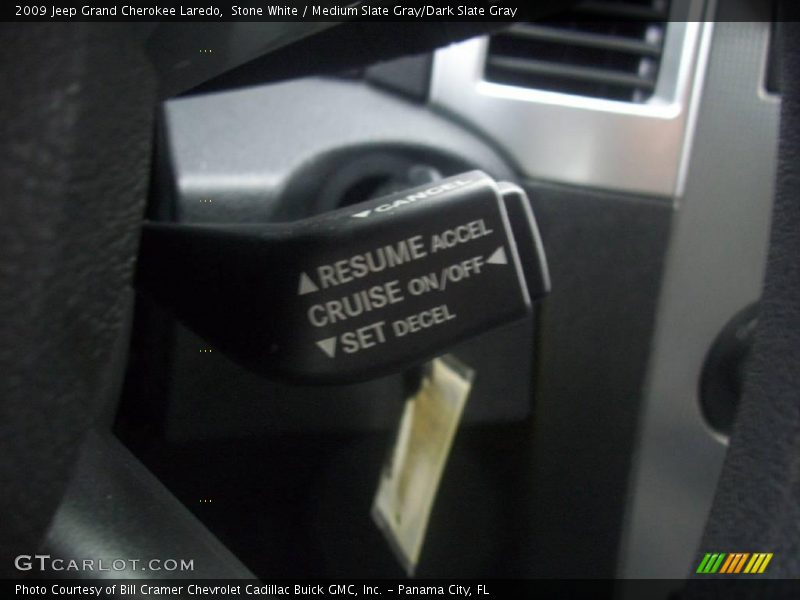 2009 Jeep Grand Cherokee Laredo,  Stone White / Medium Slate Gray/Dark Slate Gray
▼CANCEL
▲RESUME ACCEL
CRUISE ON/OFF◀
▼SET DECEL
GTCARLOT.COM
Photo Courtesy of Bill Cramer Chevrolet Cadillac Buick GMC, Inc. - Panama City, FL